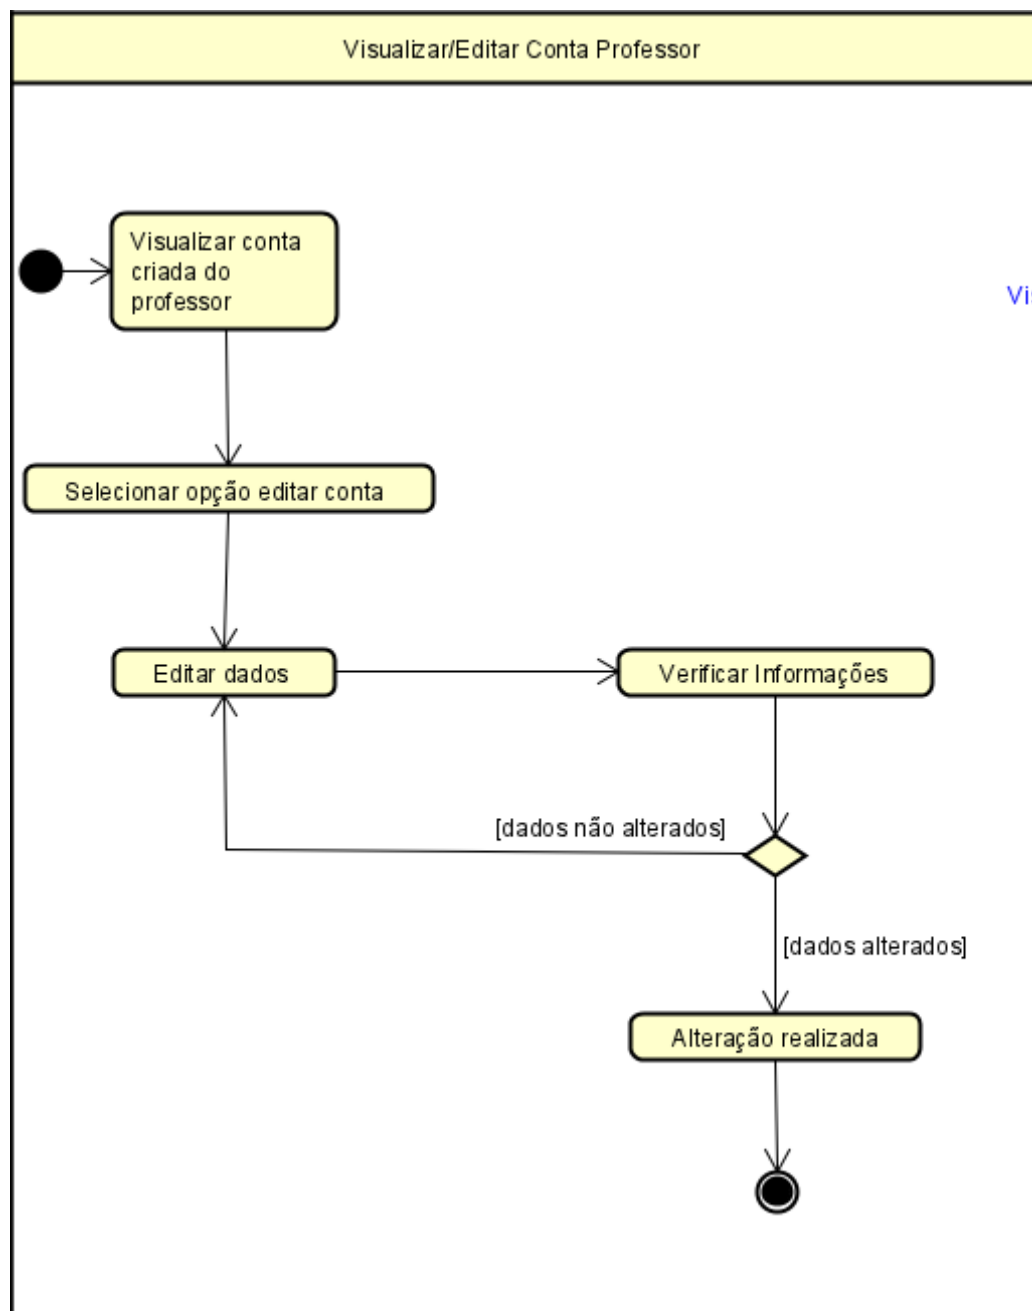 Visualizar/Editar Conta Professor
Visualizar conta
criada do
professor
Selecionar opção editar conta
Editar dados
Verificar Informações
[dados não alterados]
[dados alterados]
Alteração realizada